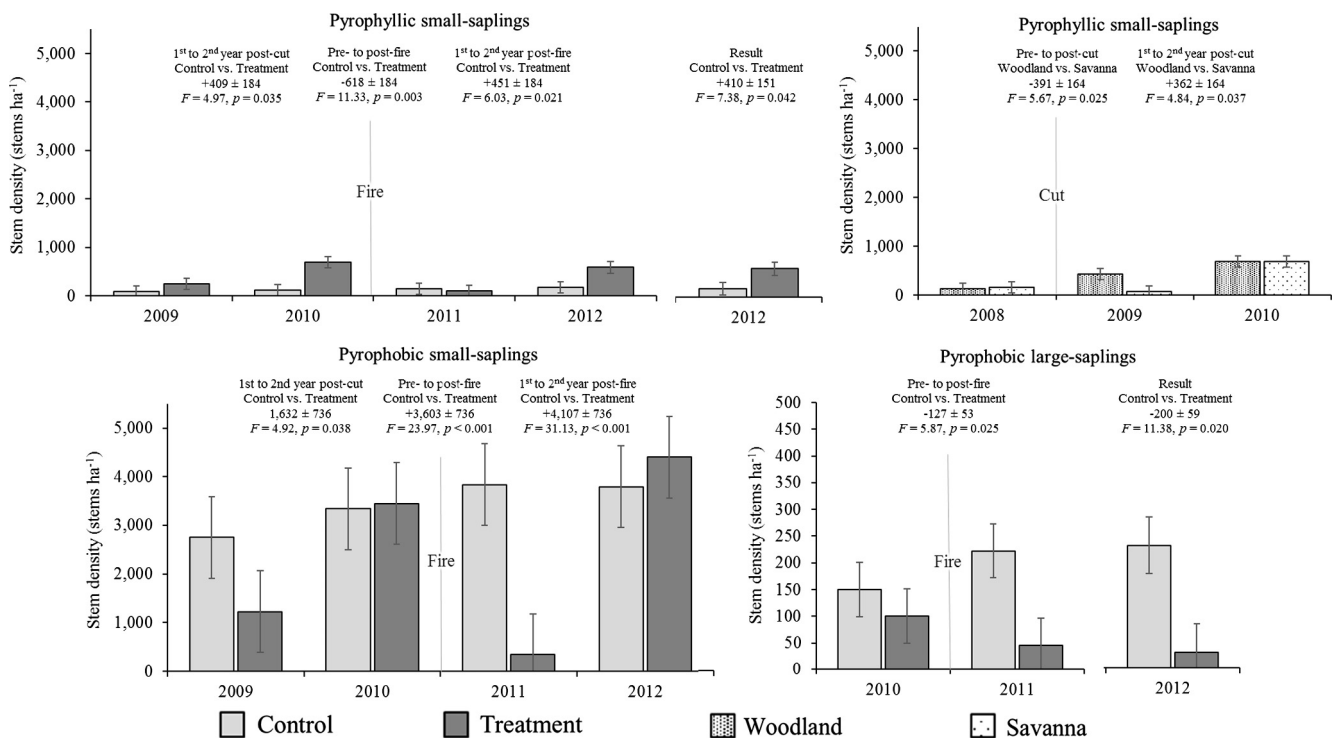 Pyrophyllic small-saplings
1st to 2nd year post-cut
Control vs. Treatment
+409 ± 184
F = 4.97, p = 0.035
Pre- to post-fire
Control vs. Treatment
-618 ± 184
F = 11.33, p = 0.003
1st to 2nd year post-fire
Control vs. Treatment
+451 ± 184
F = 6.03, p = 0.021
Result
Control vs. Treatment
+410 ± 151
F = 7.38, p = 0.042
Stem density (stems ha-1)
5,000
4,000
3,000
2,000
1,000
0
Fire
2009
2010
2011
2012
2012
Pyrophyllic small-saplings
Pre- to post-cut
Woodland vs. Savanna
-391 ± 164
F = 5.67, p = 0.025
1st to 2nd year post-cut
Woodland vs. Savanna
+362 ± 164
F = 4.84, p = 0.037
Stem density (stems ha-1)
5,000
4,000
3,000
2,000
1,000
0
Cut
2008
2009
2010
Pyrophobic small-saplings
1st to 2nd year post-cut
Control vs. Treatment
1,632 ± 736
F = 4.92, p = 0.038
Pre- to post-fire
Control vs. Treatment
+3,603 ± 736
F = 23.97, p < 0.001
1st to 2nd year post-fire
Control vs. Treatment
+4,107 ± 736
F = 31.13, p < 0.001
Stem density (stems ha-1)
5,000
4,000
3,000
2,000
1,000
0
Fire
2009
2010
2011
2012
Pyrophobic large-saplings
Pre- to post-fire
Control vs. Treatment
-127 ± 53
F = 5.87, p = 0.025
Result
Control vs. Treatment
-200 ± 59
F = 11.38, p = 0.020
Stem density (stems ha-1)
500
450
400
350
300
250
200
150
100
50
0
Fire
2010
2011
2012
Control
Treatment
Woodland
Savanna